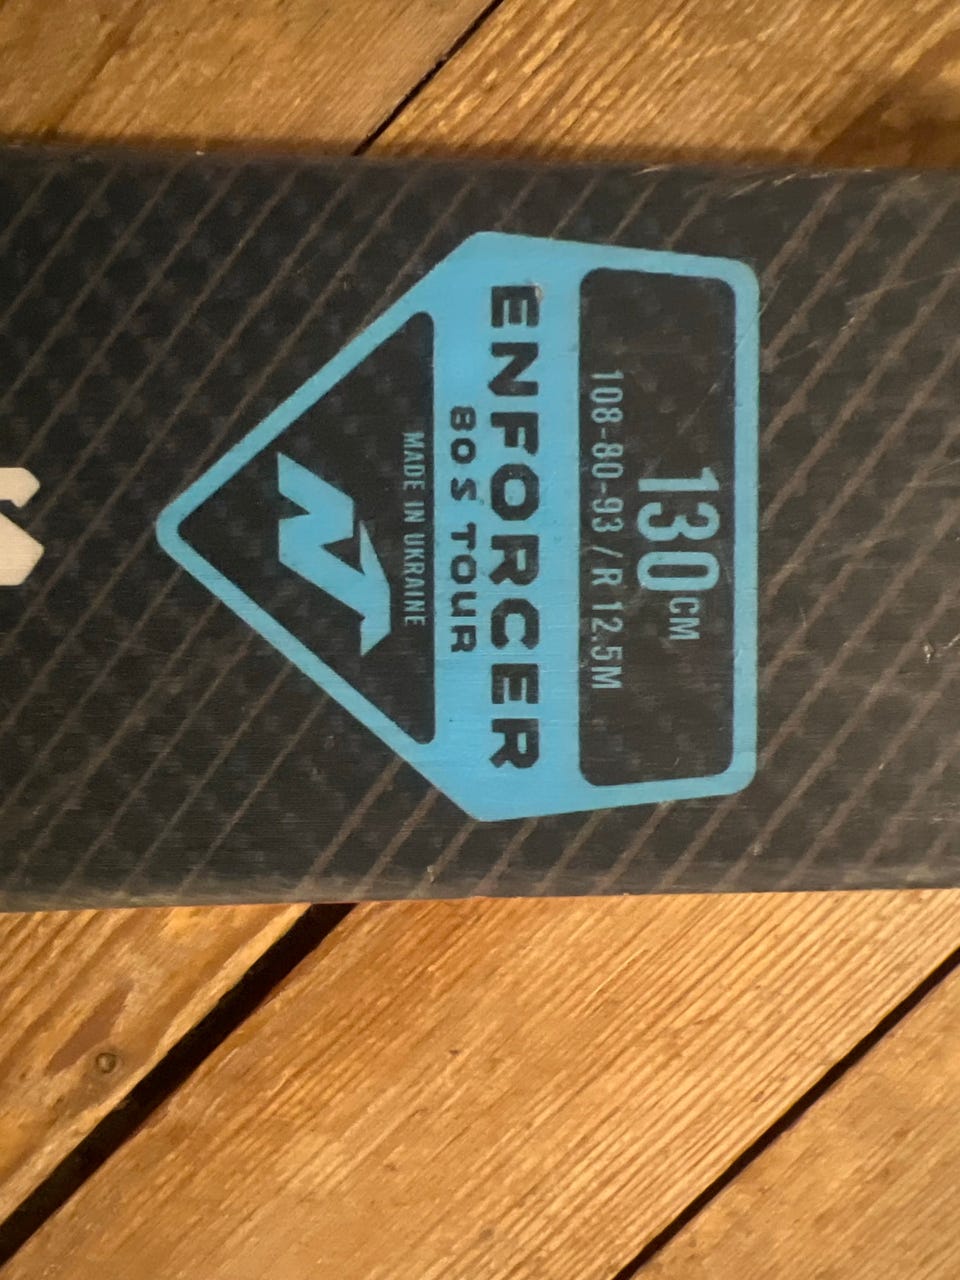 130CM
108-80-93 / R 12.5M
ENFORCER
80 S TOUR
MADE IN UKRAINE